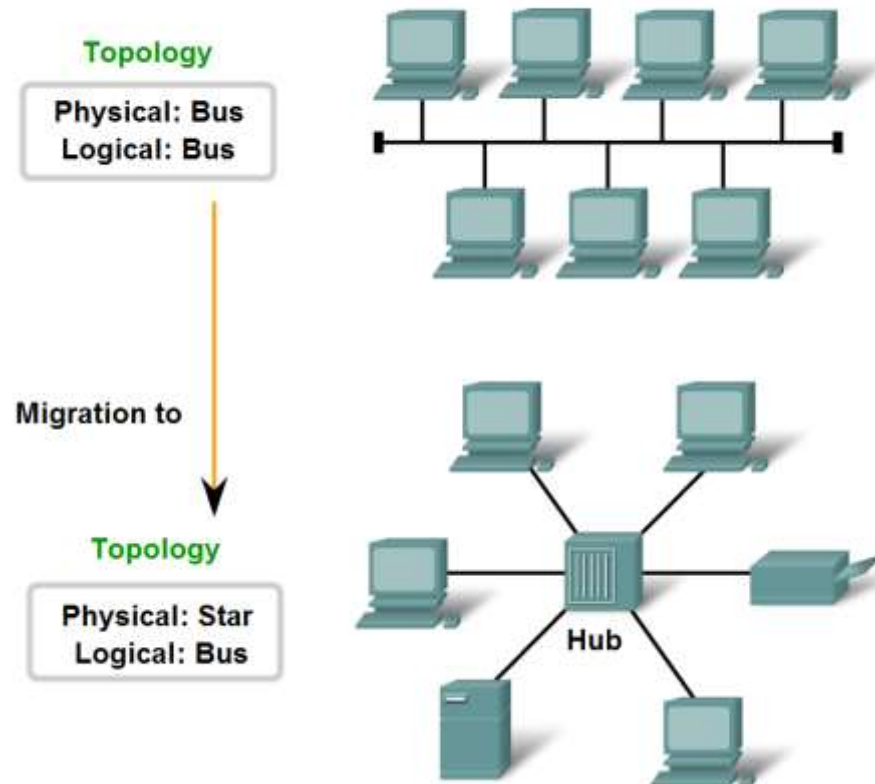 Topology
Physical: Bus
Logical: Bus
Migration to
Topology
Physical: Star
Logical: Bus
Hub